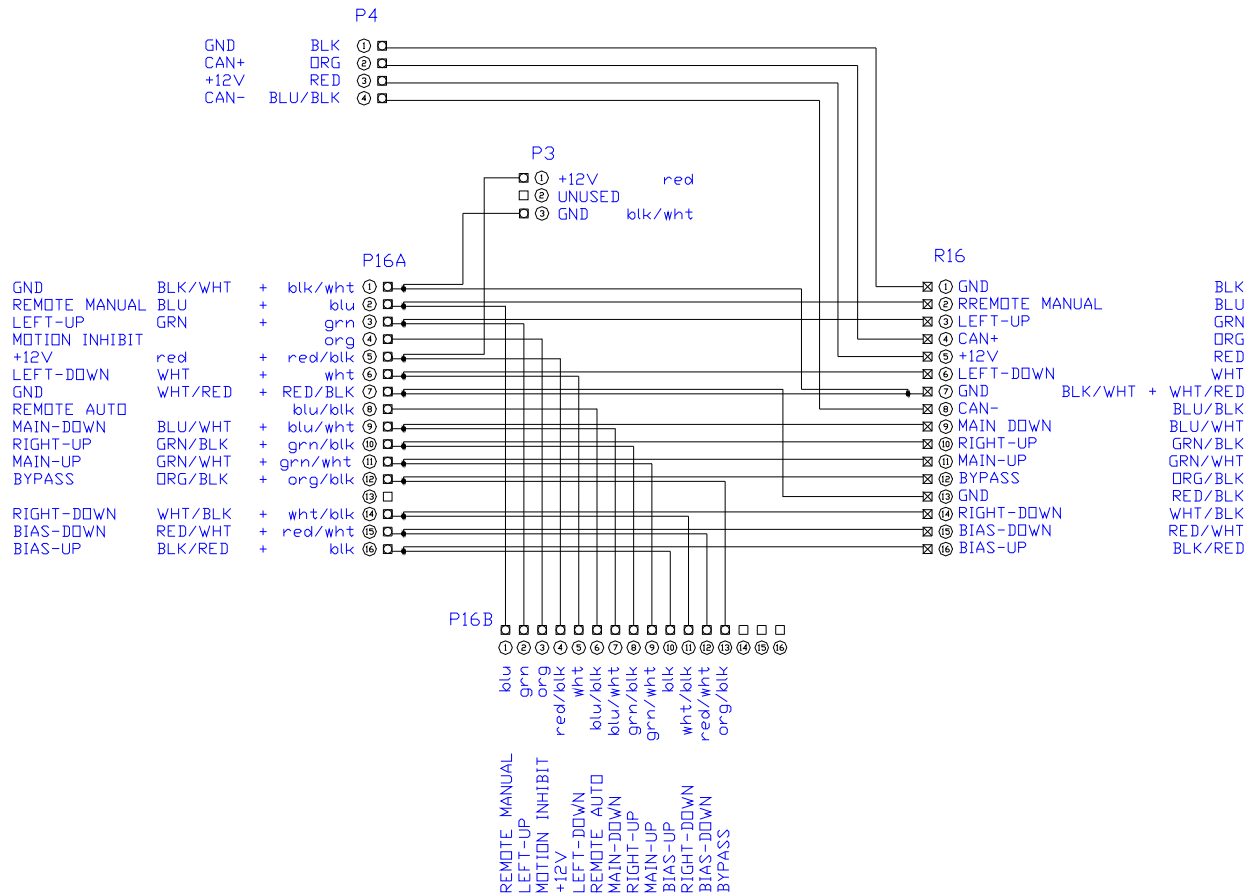 P4
GND BLK 1
CAN+ ORG 2
+12V RED 3
CAN- BLU/BLK 4
P3
1 +12V red
2 UNUSED
3 GND blk/wht
P16A
GND BLK/WHT + blk/wht 1
REMOTE MANUAL BLU + blu 2
LEFT-UP GRN + grn 3
MOTION INHIBIT org 4
+12V red + red/blk 5
LEFT-DOWN WHT + wht 6
GND WHT/RED + RED/BLK 7
REMOTE AUTO blu/blk 8
MAIN-DOWN BLU/WHT + blu/wht 9
RIGHT-UP GRN/BLK + grn/blk 10
MAIN-UP GRN/WHT + grn/wht 11
BYPASS ORG/BLK + org/blk 12
13
RIGHT-DOWN WHT/BLK + wht/blk 14
BIAS-DOWN RED/WHT + red/wht 15
BIAS-UP BLK/RED + blk 16
R16
1 GND BLK
2 RREMOTE MANUAL BLU
3 LEFT-UP GRN
4 CAN+ ORG
5 +12V RED
6 LEFT-DOWN WHT
7 GND BLK/WHT + WHT/RED
8 CAN- BLU/BLK
9 MAIN DOWN BLU/WHT
10 RIGHT-UP GRN/BLK
11 MAIN-UP GRN/WHT
12 BYPASS ORG/BLK
13 GND RED/BLK
14 RIGHT-DOWN WHT/BLK
15 BIAS-DOWN RED/WHT
16 BIAS-UP BLK/RED
P16B
1 blu REMOTE MANUAL
2 grn LEFT-UP
3 org MOTION INHIBIT
4 red/blk +12V
5 wht LEFT-DOWN
6 blu/blk REMOTE AUTO
7 blu/wht MAIN-DOWN
8 grn/blk RIGHT-UP
9 grn/wht MAIN-UP
10 blk BIAS-UP
11 wht/blk RIGHT-DOWN
12 red/wht BIAS-DOWN
13 org/blk BYPASS
14
15
16